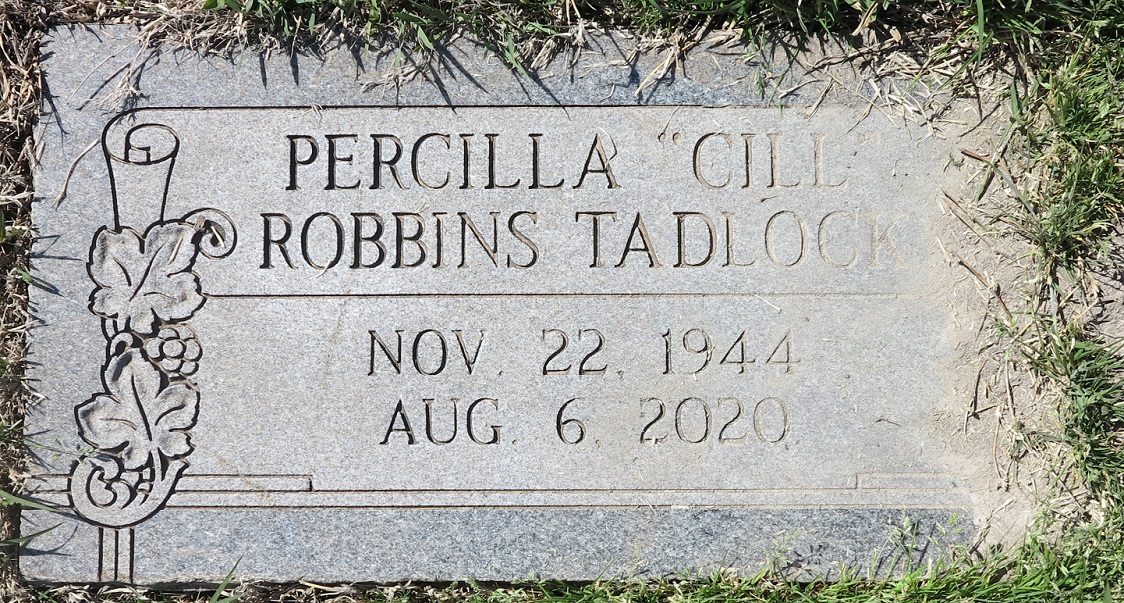 PERCILLA "CILL"
ROBBINS TADLOCK
NOV. 22, 1944
AUG. 6, 2020